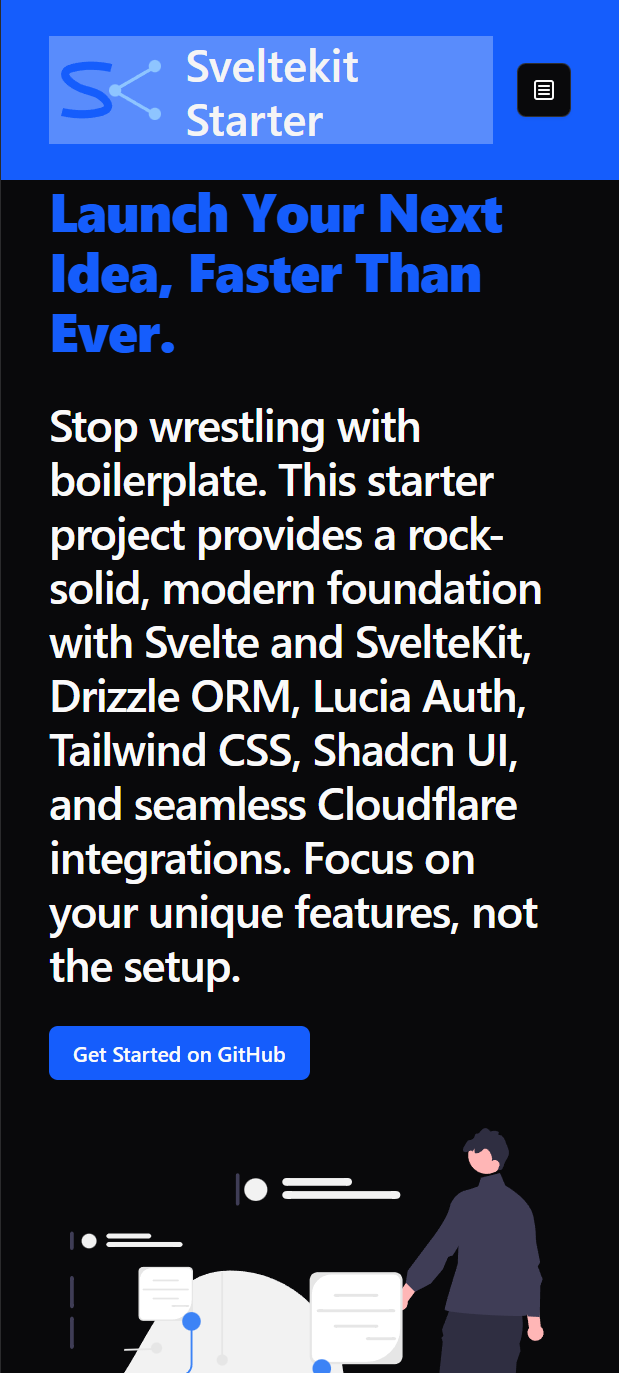 Sveltekit
Starter
Launch Your Next
Idea, Faster Than
Ever.
Stop wrestling with
boilerplate. This starter
project provides a rock-
solid, modern foundation
with Svelte and SvelteKit,
Drizzle ORM, Lucia Auth,
Tailwind CSS, Shadcn UI,
and seamless Cloudflare
integrations. Focus on
your unique features, not
the setup.
Get Started on GitHub